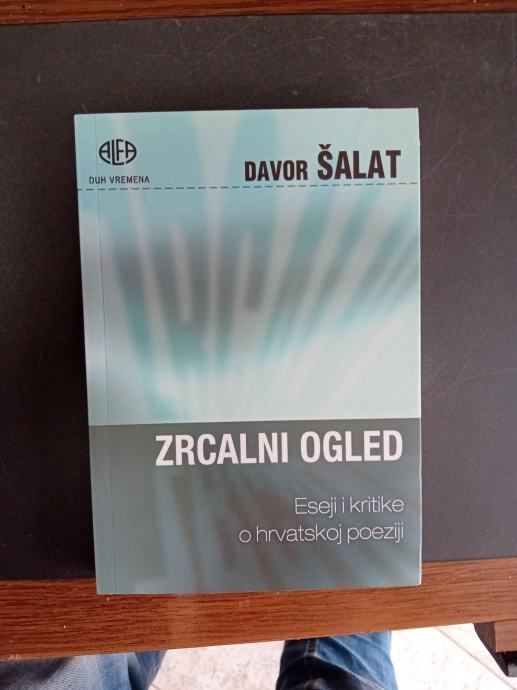 ALFA
DUH VREMENA
DAVOR ŠALAT
ZRCALNI OGLED
Eseji i kritike
o hrvatskoj poeziji